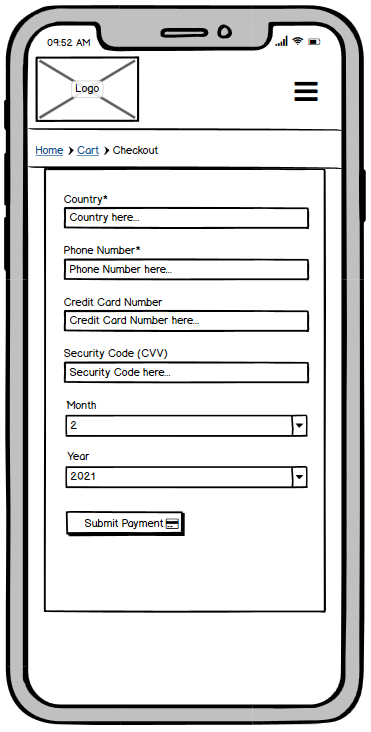 09:52 AM
Logo
Home > Cart > Checkout
Country*
Country here...
Phone Number*
Phone Number here...
Credit Card Number
Credit Card Number here...
Security Code (CVV)
Security Code here...
Month
2
Year
2021
Submit Payment